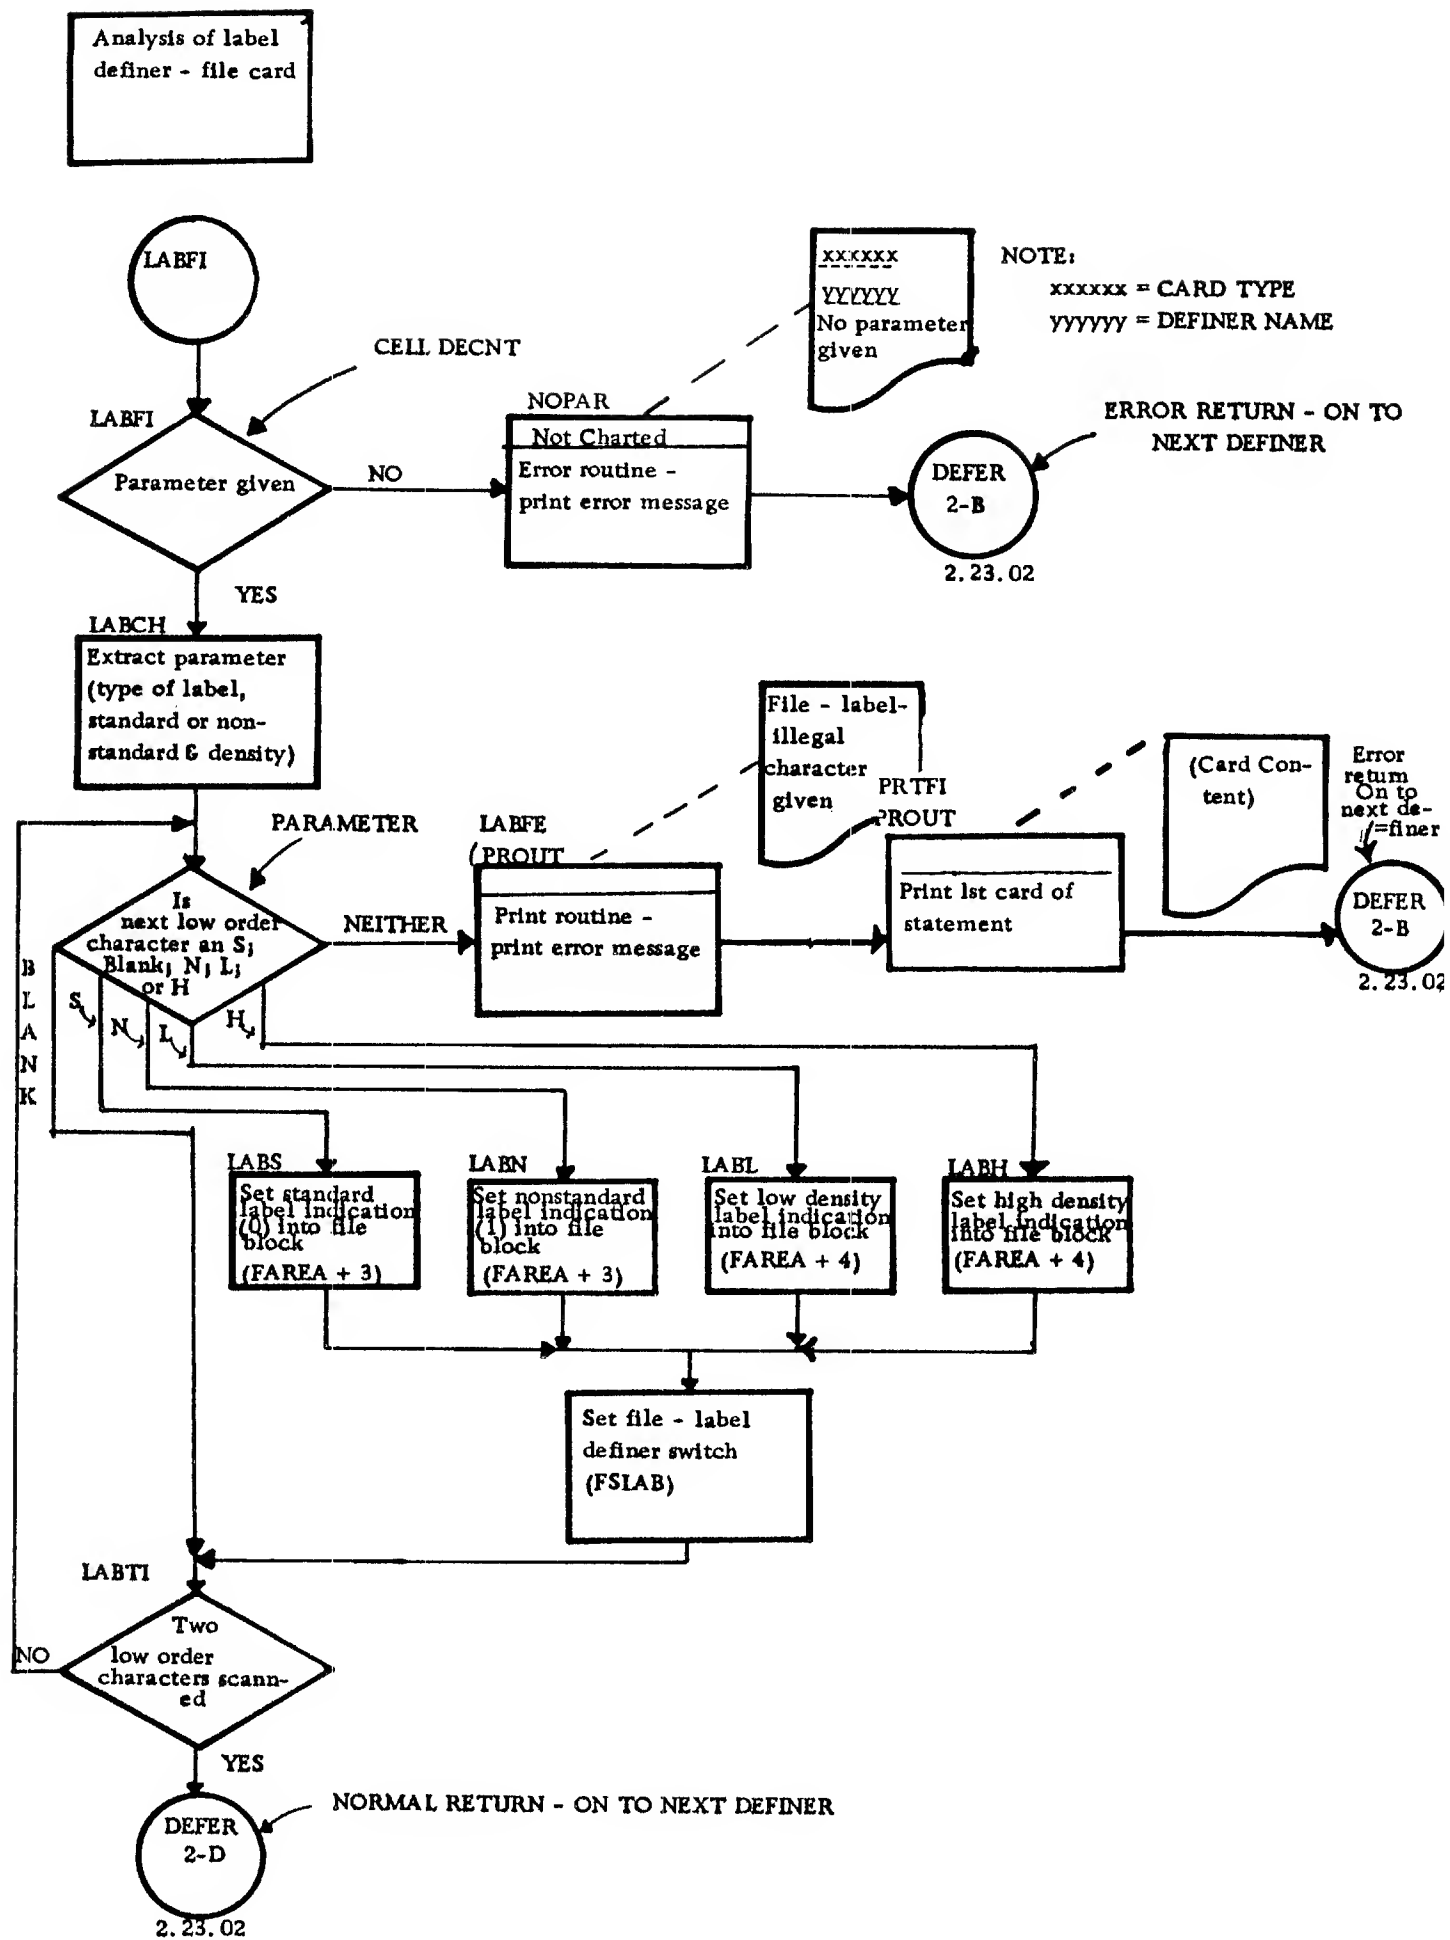 Analysis of label
definer - file card
LABFI
xxxxxx
yyyyyy
No parameter
given
NOTE:
xxxxxx = CARD TYPE
yyyyyy = DEFINER NAME
CELL DECNT
LABFI
Parameter given
NO
NOPAR
Not Charted
Error routine -
print error message
ERROR RETURN - ON TO
NEXT DEFINER
DEFER
2-B
2.23.02
YES
LABCH
Extract parameter
(type of label,
standard or non-
standard & density)
PARAMETER
Is
next low order
character an S;
Blank; N; L;
or H
NEITHER
LABFE
(PROUT
Print routine -
print error message
File - label-
illegal
character
given
PRTFI
PROUT
Print 1st card of
statement
(Card Con-
tent)
Error
return
On to
next de-
=finer
DEFER
2-B
2.23.02
BLANK
S
N
L
H
LABS
Set standard
label indication
(0) into file
block
(FAREA + 3)
LABN
Set nonstandard
label indication
(1) into file
block
(FAREA + 3)
LABL
Set low density
label indication
into file block
(FAREA + 4)
LABH
Set high density
label indication
into file block
(FAREA + 4)
Set file - label
definer switch
(FSLAB)
LABTI
Two
low order
characters scann-
ed
NO
YES
DEFER
2-D
2.23.02
NORMAL RETURN - ON TO NEXT DEFINER